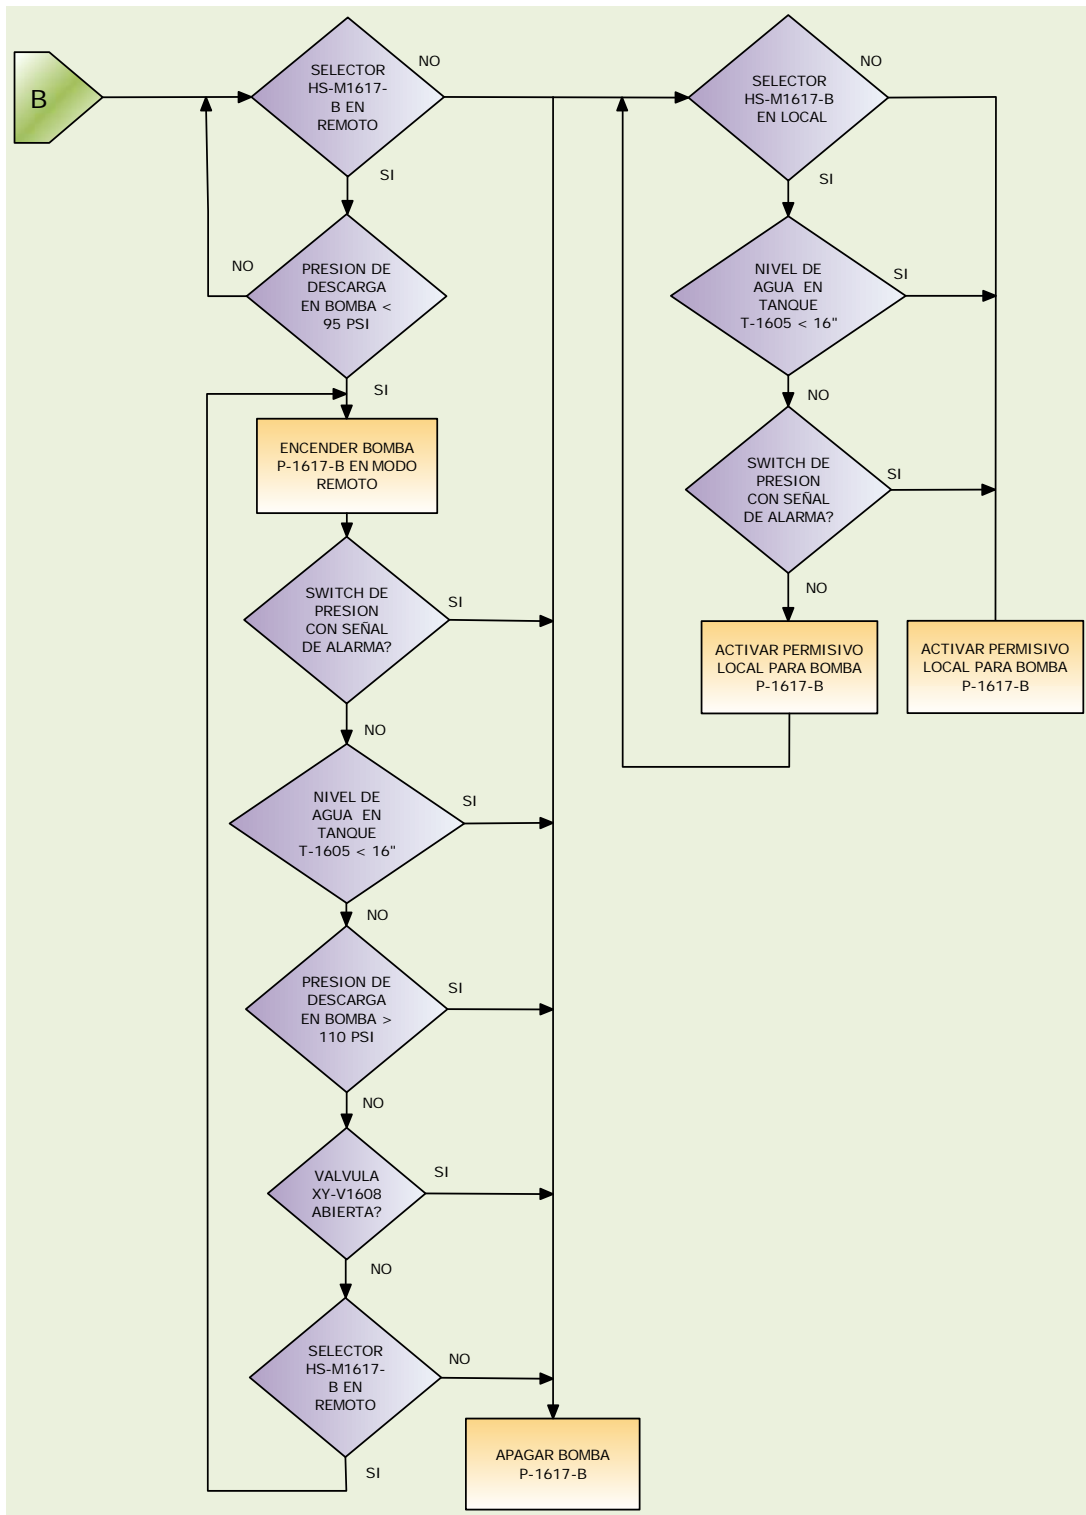 B
SELECTOR
HS-M1617-
B EN
REMOTO
NO
SI
PRESION DE
DESCARGA
EN BOMBA <
95 PSI
NO
SI
ENCENDER BOMBA
P-1617-B EN MODO
REMOTO
SWITCH DE
PRESION
CON SEÑAL
DE ALARMA?
SI
NO
NIVEL DE
AGUA EN
TANQUE
T-1605 < 16"
SI
NO
PRESION DE
DESCARGA
EN BOMBA >
110 PSI
SI
NO
VALVULA
XY-V1608
ABIERTA?
SI
NO
SELECTOR
HS-M1617-
B EN
REMOTO
NO
SI
APAGAR BOMBA
P-1617-B
SELECTOR
HS-M1617-B
EN LOCAL
NO
SI
NIVEL DE
AGUA EN
TANQUE
T-1605 < 16"
SI
NO
SWITCH DE
PRESION
CON SEÑAL
DE ALARMA?
SI
NO
ACTIVAR PERMISIVO
LOCAL PARA BOMBA
P-1617-B
ACTIVAR PERMISIVO
LOCAL PARA BOMBA
P-1617-B